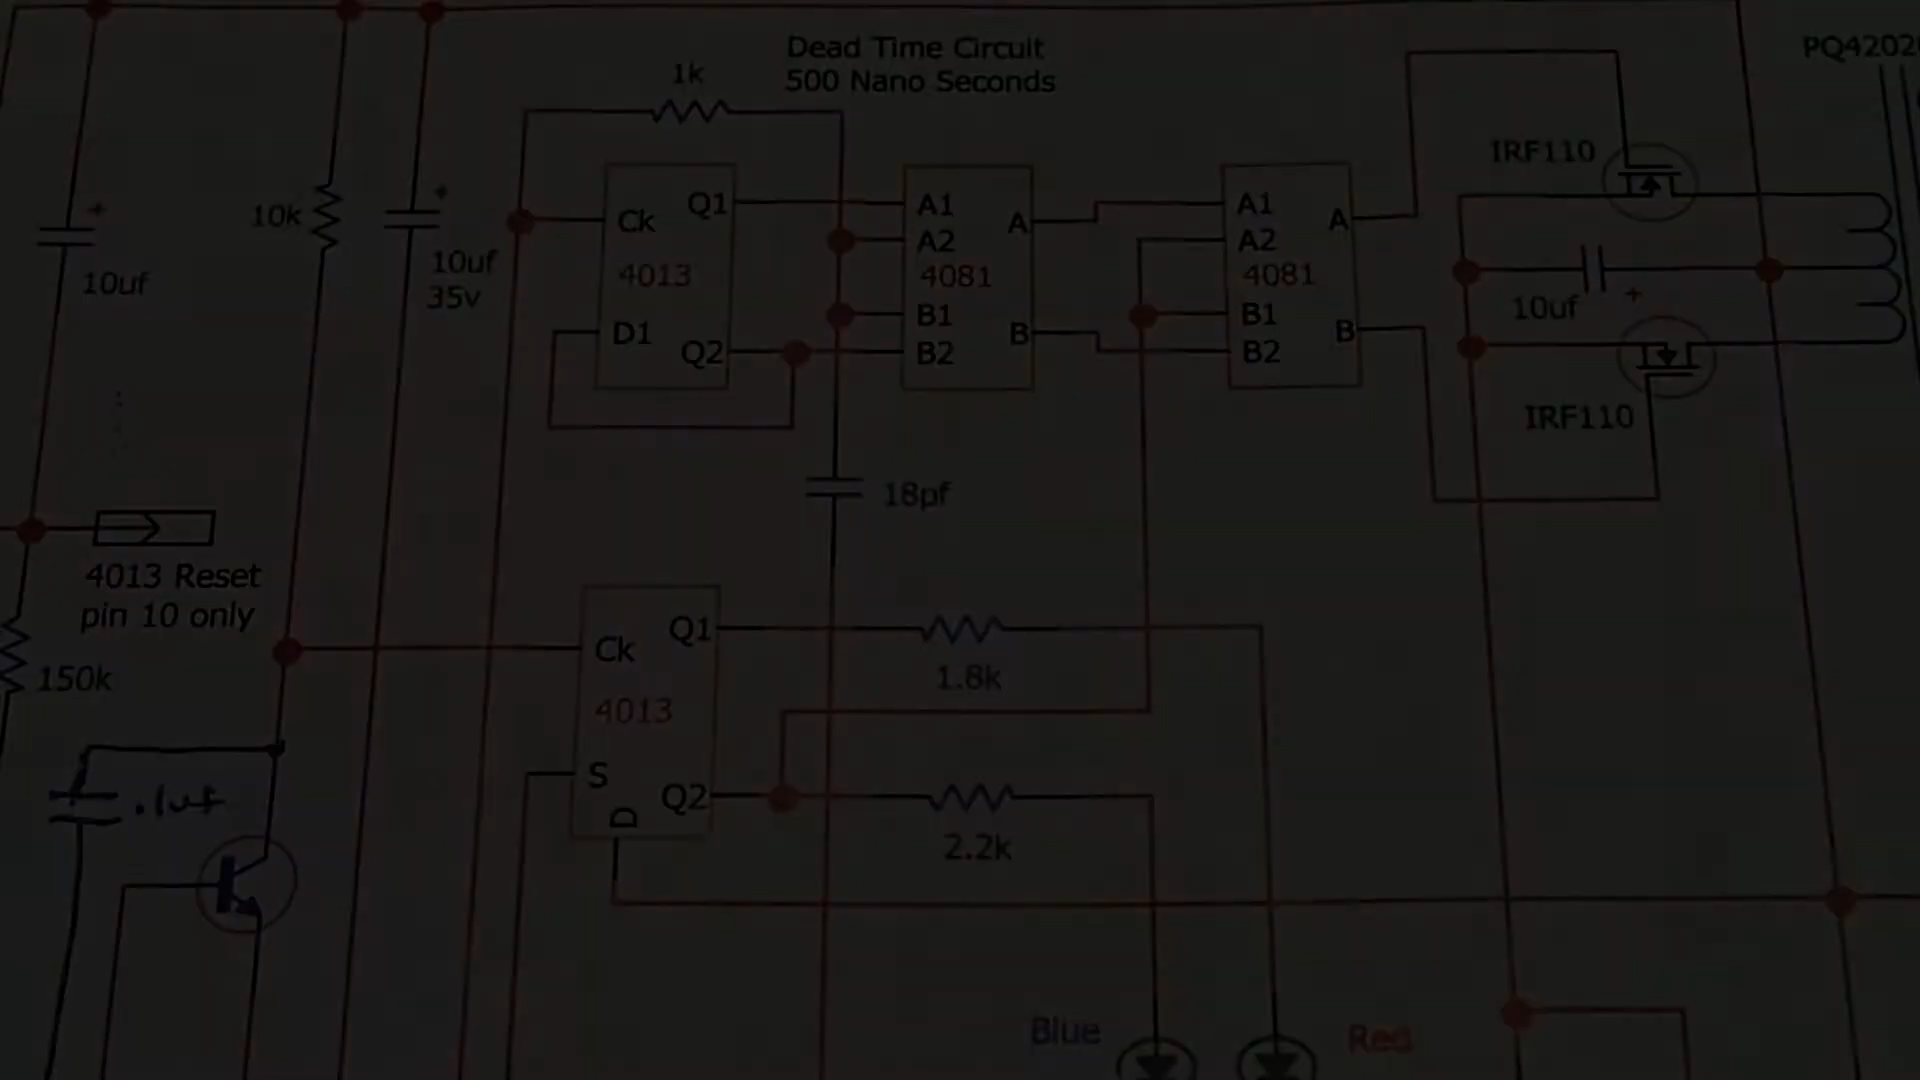 Dead Time Circuit
500 Nano Seconds
1k
10k
10uf
+
10uf
35v
+
Ck
Q1
4013
D1
Q2
A1
A2
4081
B1
B2
A
B
A1
A2
4081
B1
B2
A
B
IRF110
10uf
+
IRF110
18pf
4013 Reset
pin 10 only
150k
.1uf
Ck
Q1
4013
S
D
Q2
1.8k
2.2k
Blue
Red